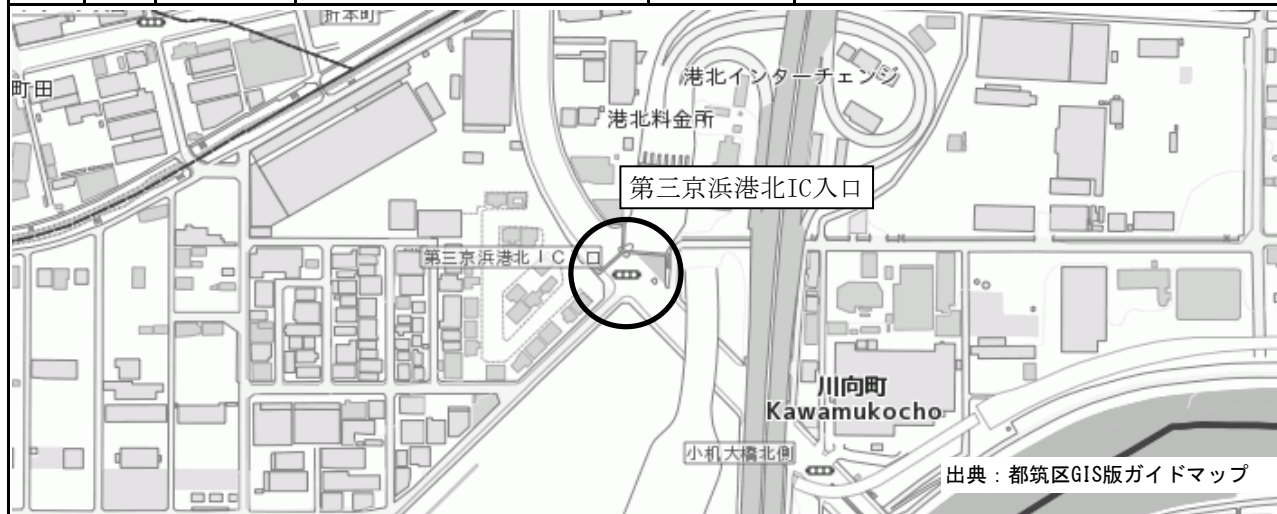 折本町
町田
港北インターチェンジ
港北料金所
第三京浜港北IC入口
第三京浜港北ＩＣ入口
川向町
Kawamukocho
小机大橋北側
出典：都筑区GIS版ガイドマップ